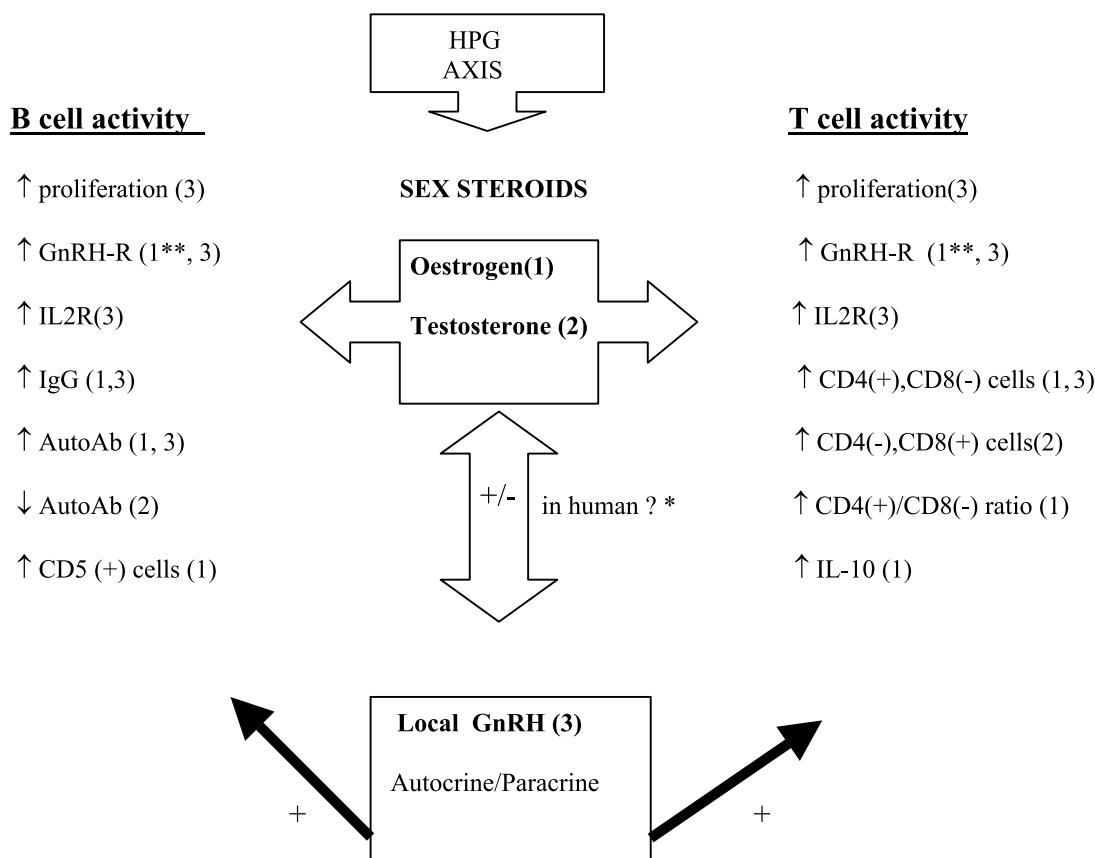 HPG
AXIS
B cell activity
↑ proliferation (3)
↑ GnRH-R (1**, 3)
↑ IL2R(3)
↑ IgG (1,3)
↑ AutoAb (1, 3)
↓ AutoAb (2)
↑ CD5 (+) cells (1)
SEX STEROIDS
Oestrogen(1)
Testosterone (2)
+/-
in human ? *
T cell activity
↑ proliferation(3)
↑ GnRH-R (1**, 3)
↑ IL2R(3)
↑ CD4(+),CD8(-) cells (1, 3)
↑ CD4(-),CD8(+) cells(2)
↑ CD4(+)/CD8(-) ratio (1)
↑ IL-10 (1)
Local GnRH (3)
Autocrine/Paracrine
+
+